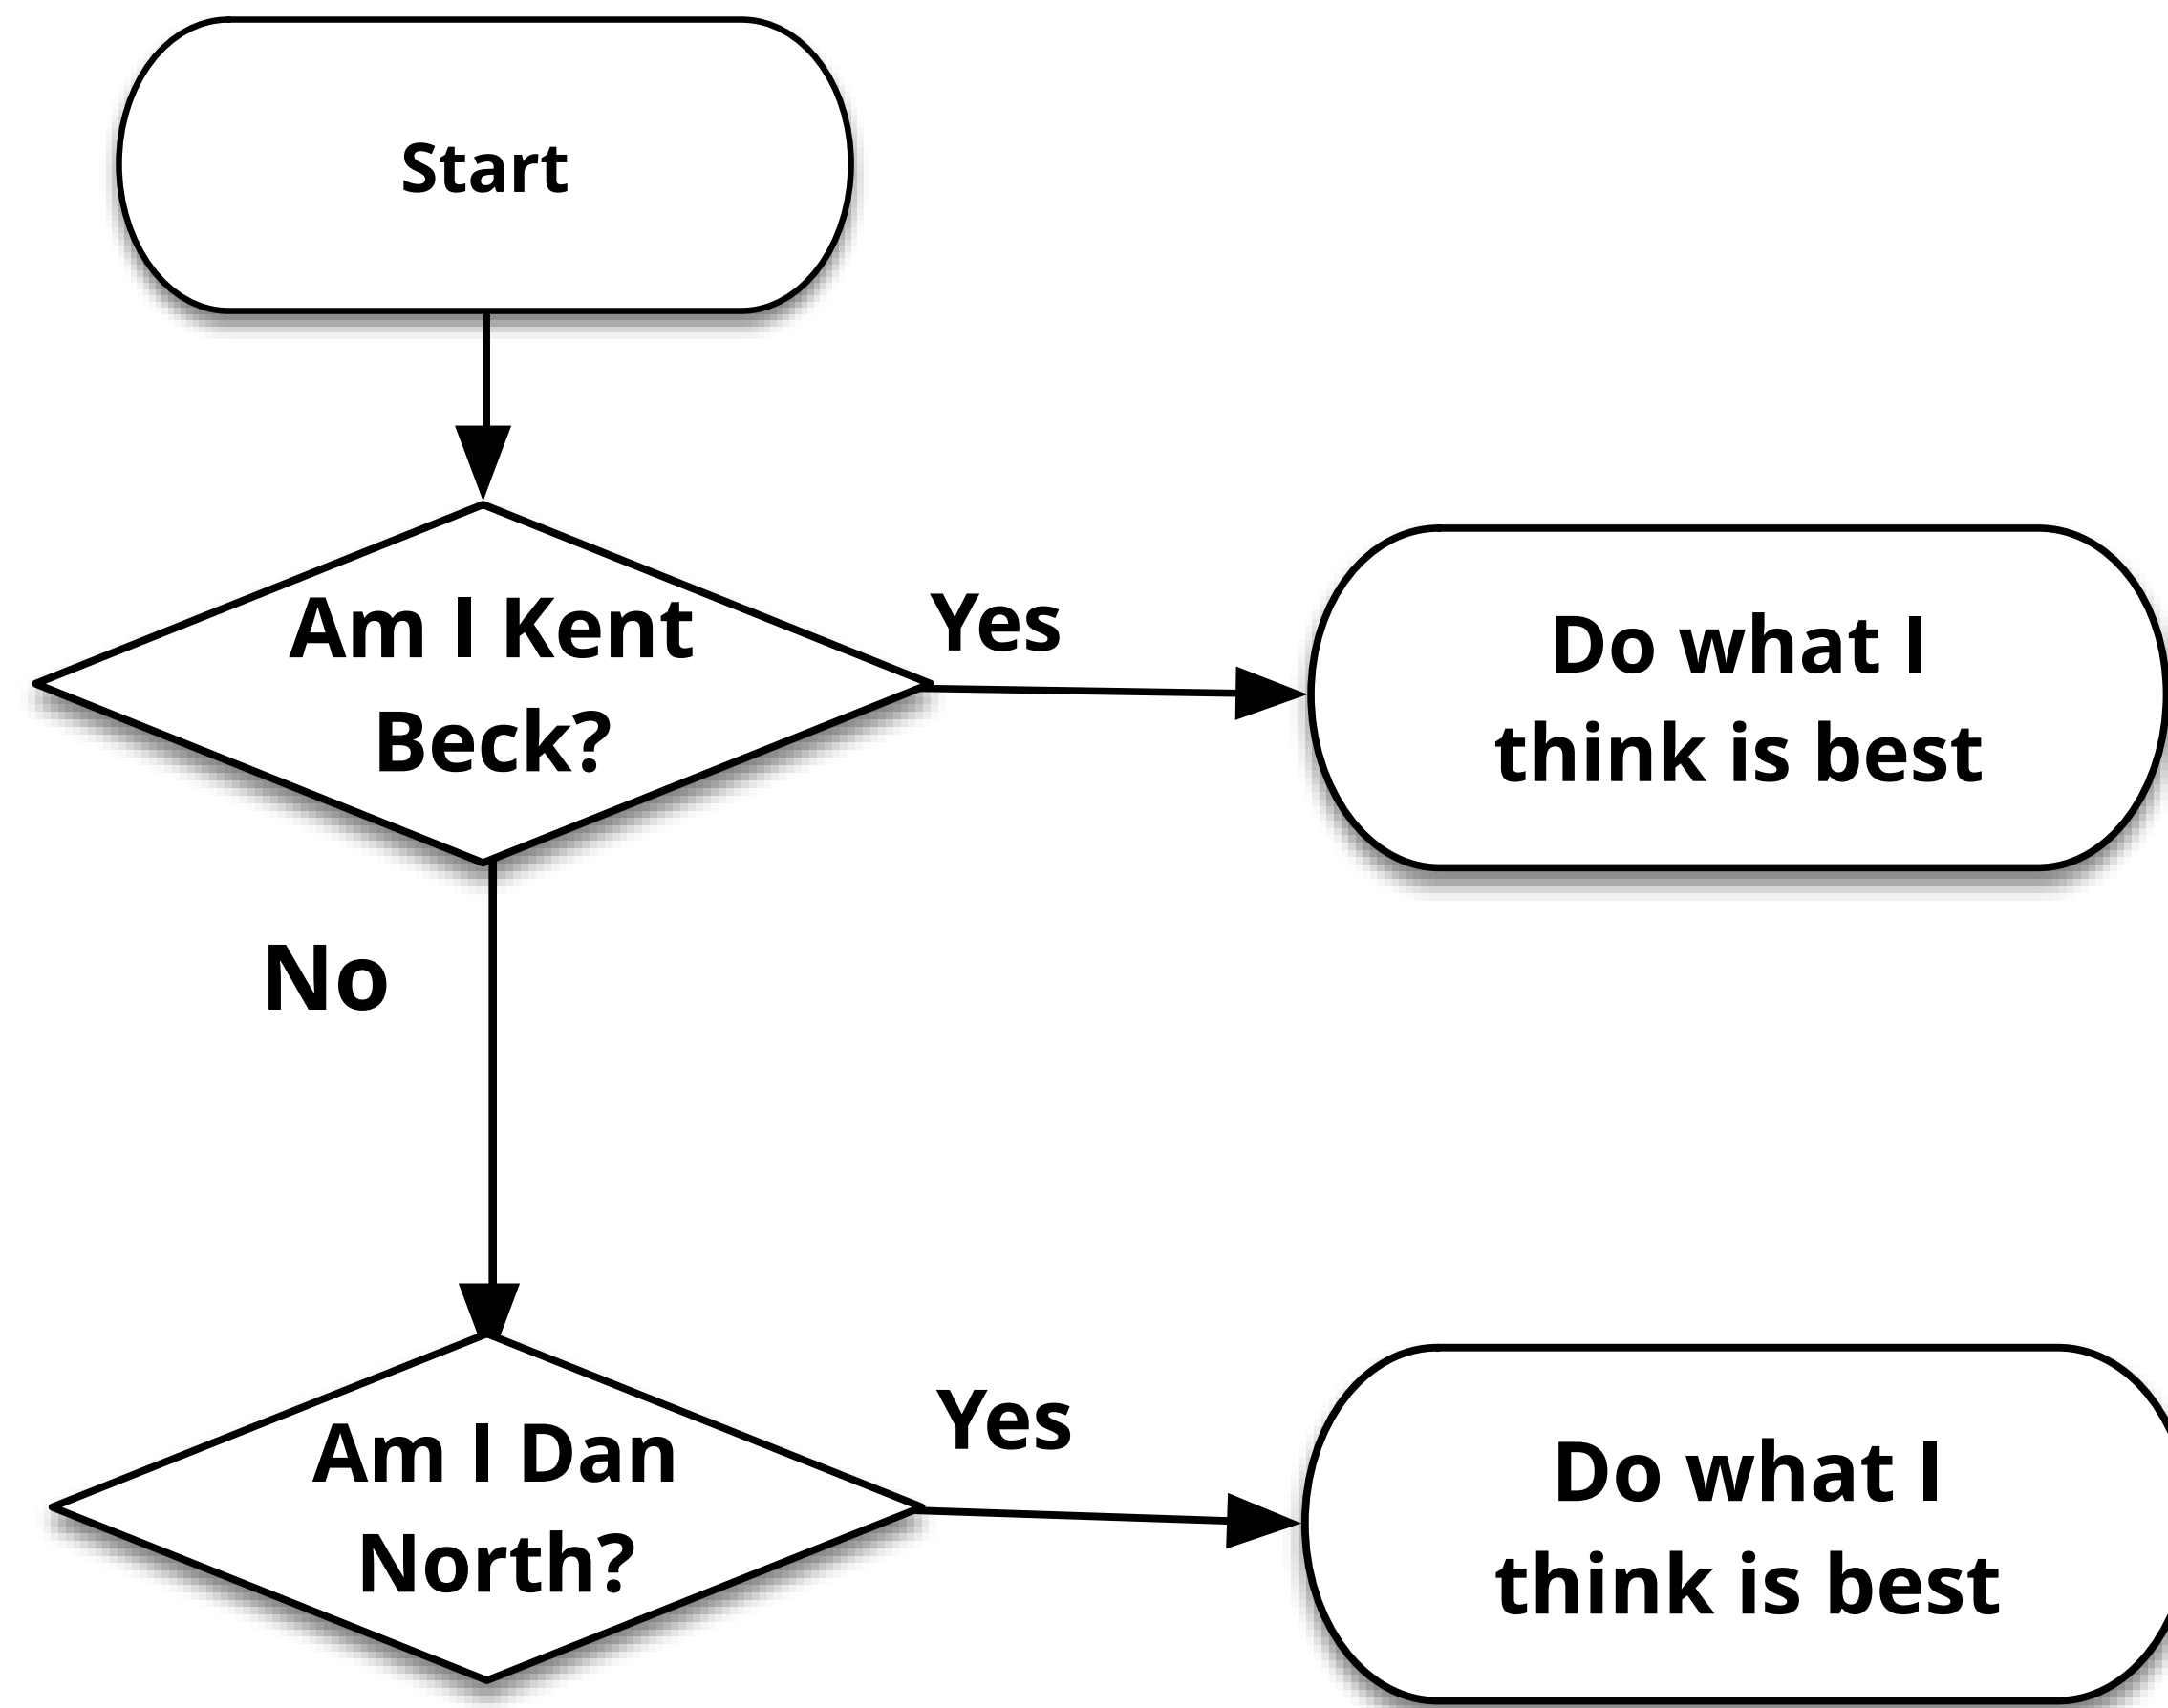 Start
Am I Kent
Beck?
Yes
Do what I
think is best
No
Am I Dan
North?
Yes
Do what I
think is best